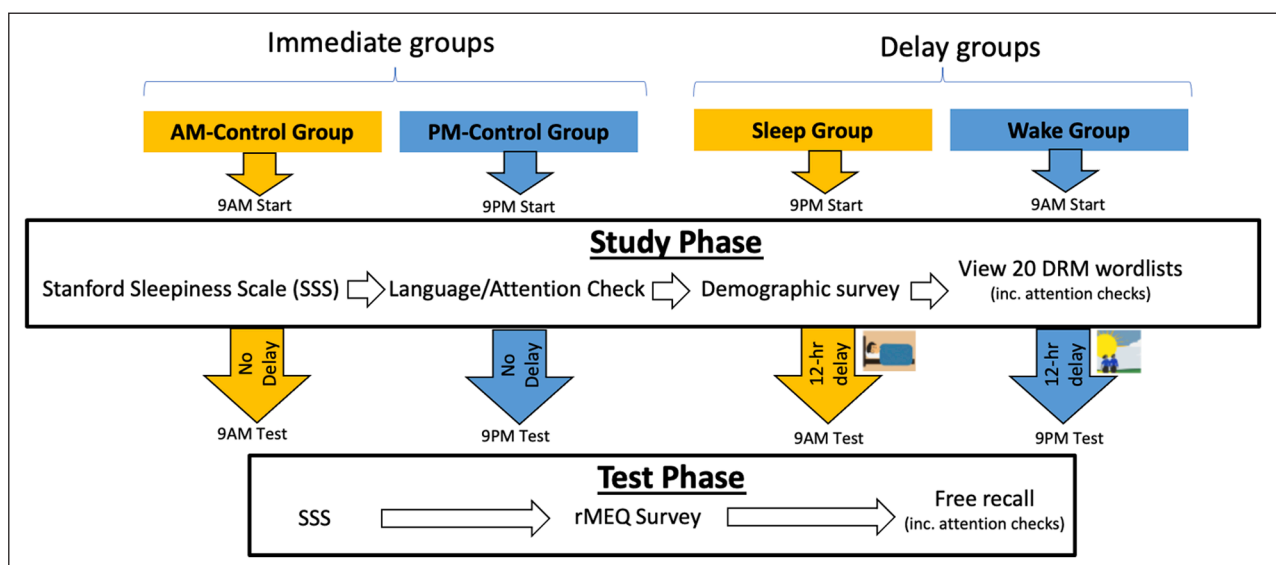 Immediate groups
Delay groups
AM-Control Group
PM-Control Group
Sleep Group
Wake Group
9AM Start
9PM Start
9PM Start
9AM Start
Study Phase
Stanford Sleepiness Scale (SSS)
Language/Attention Check
Demographic survey
View 20 DRM wordlists
(inc. attention checks)
No
Delay
No
Delay
12-hr
delay
12-hr
delay
9AM Test
9PM Test
9AM Test
9PM Test
Test Phase
SSS
rMEQ Survey
Free recall
(inc. attention checks)